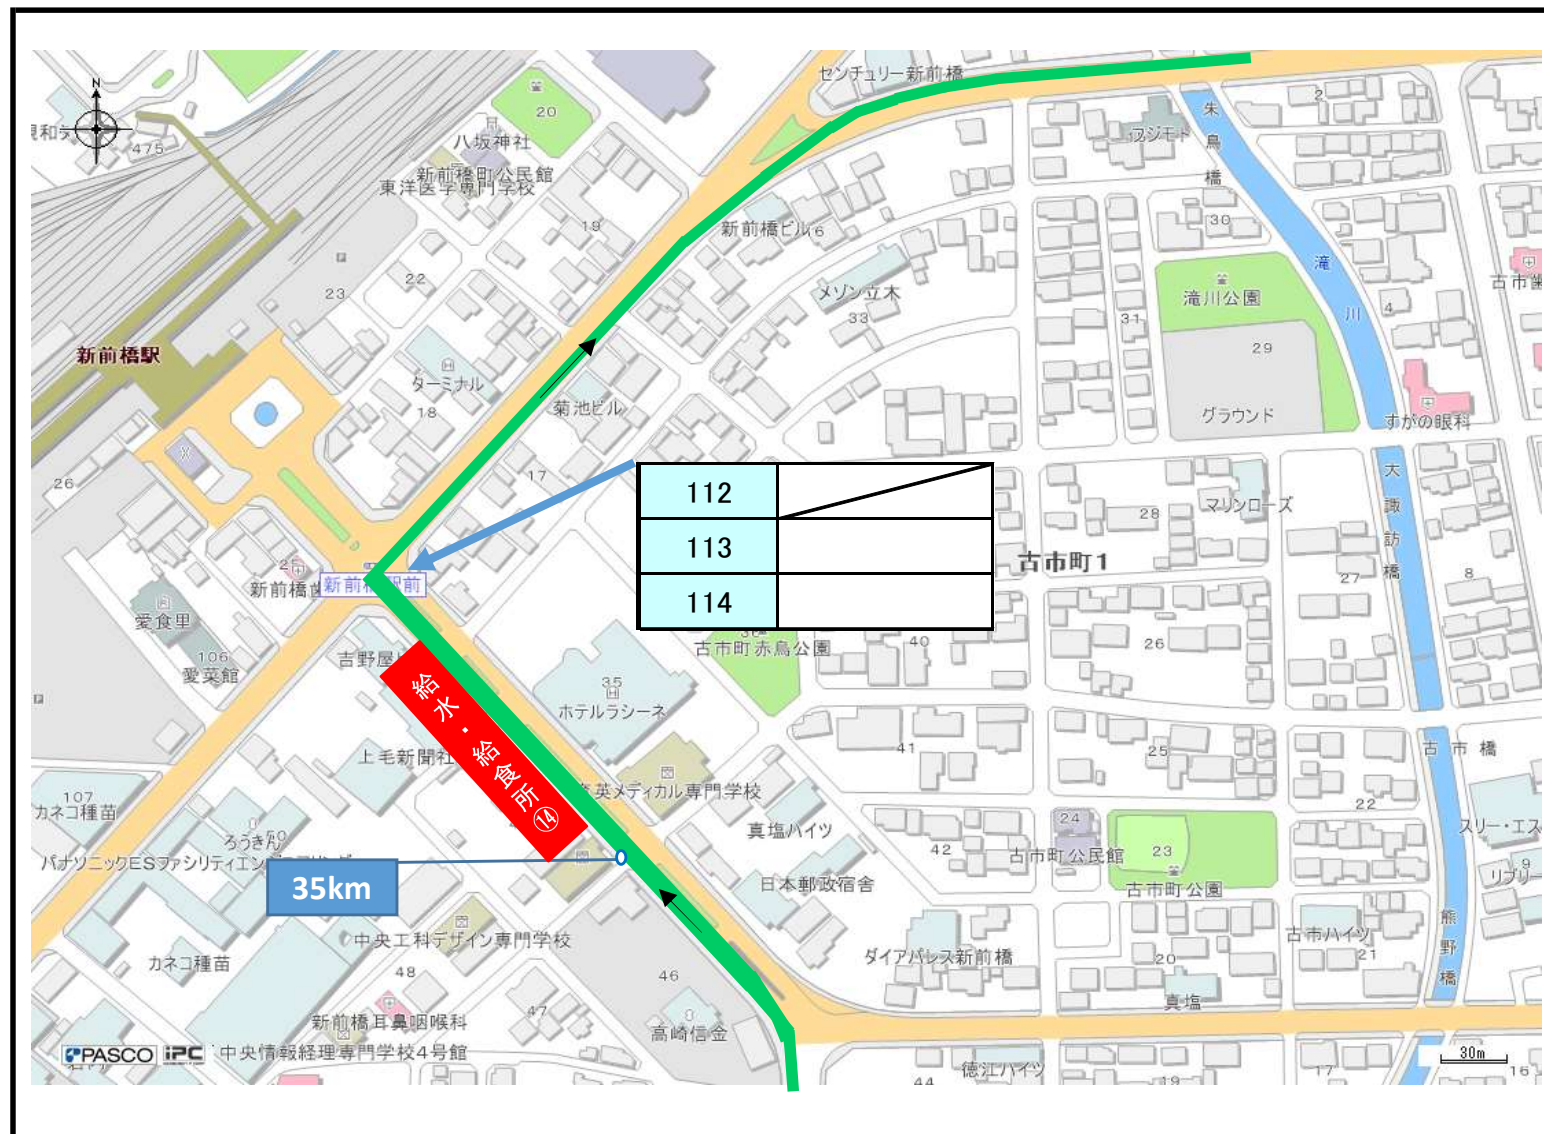 センチュリー新前橋
N
475
20
八坂神社
新前橋町公民館
東洋医学専門学校
2
フジモト
朱鳥橋
19
新前橋ビル6
30
22
23
メゾン立木
33
31
滝川公園
滝川
4
古市歯
29
新前橋駅
ターミナル
18
菊池ビル
グラウンド
すがの眼科
26
17
112
113
114
28
マリンローズ
大諏訪橋
古市町1
27
8
25
新前橋歯
新前橋駅前
愛食里
106
愛菜館
吉野屋
36
古市町赤鳥公園
40
26
35
ホテルラシーネ
給水・給食所⑭
上毛新聞社
41
25
古市橋
107
カネコ種苗
英メディカル専門学校
22
ろうきん
50
真塩ハイツ
24
スリー・エス
パナソニックESファシリティエン
42
古市町公民館
23
9
35km
日本郵政宿舎
古市町公園
リブリー
中央工科デザイン専門学校
古市ハイツ
熊野橋
カネコ種苗
48
46
ダイアパレス新前橋
20
21
47
真塩
新前橋耳鼻咽喉科
高崎信金
PASCO iPC
中央情報経理専門学校4号館
徳江ハイツ
30m
44
19
17
16